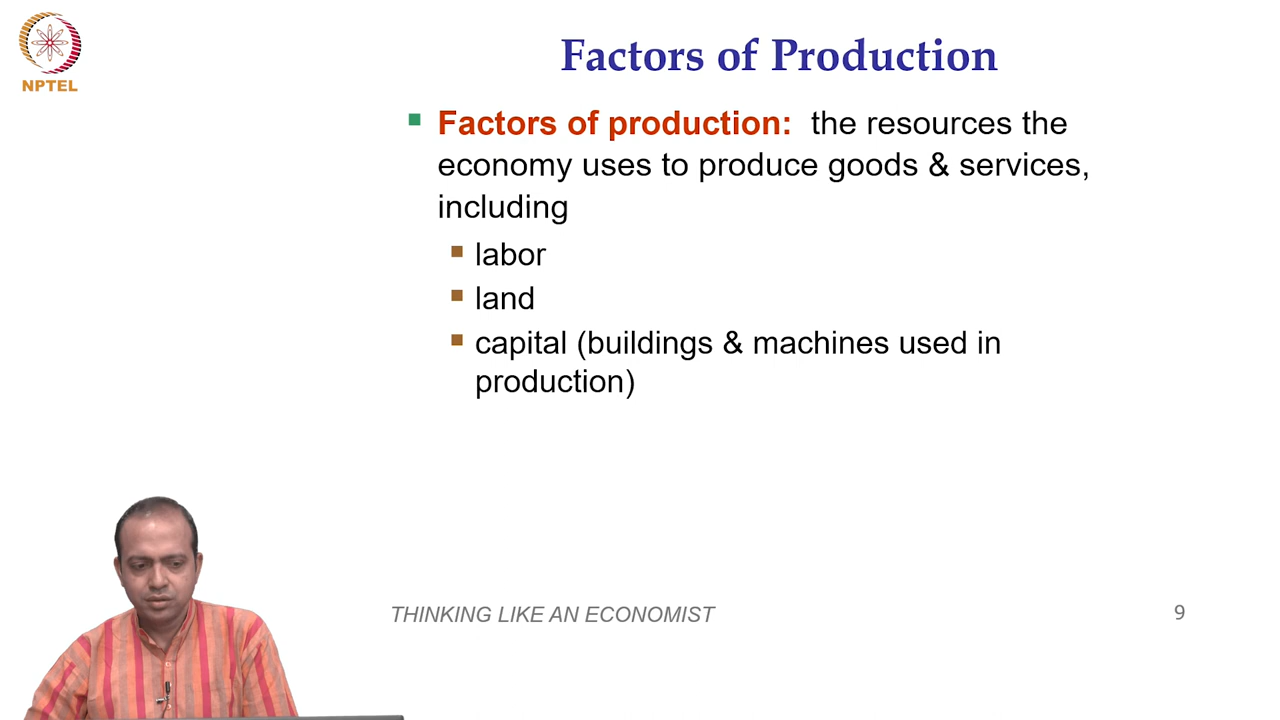 NPTEL
Factors of Production
Factors of production: the resources the
economy uses to produce goods & services,
including
labor
land
capital (buildings & machines used in
production)
THINKING LIKE AN ECONOMIST
9